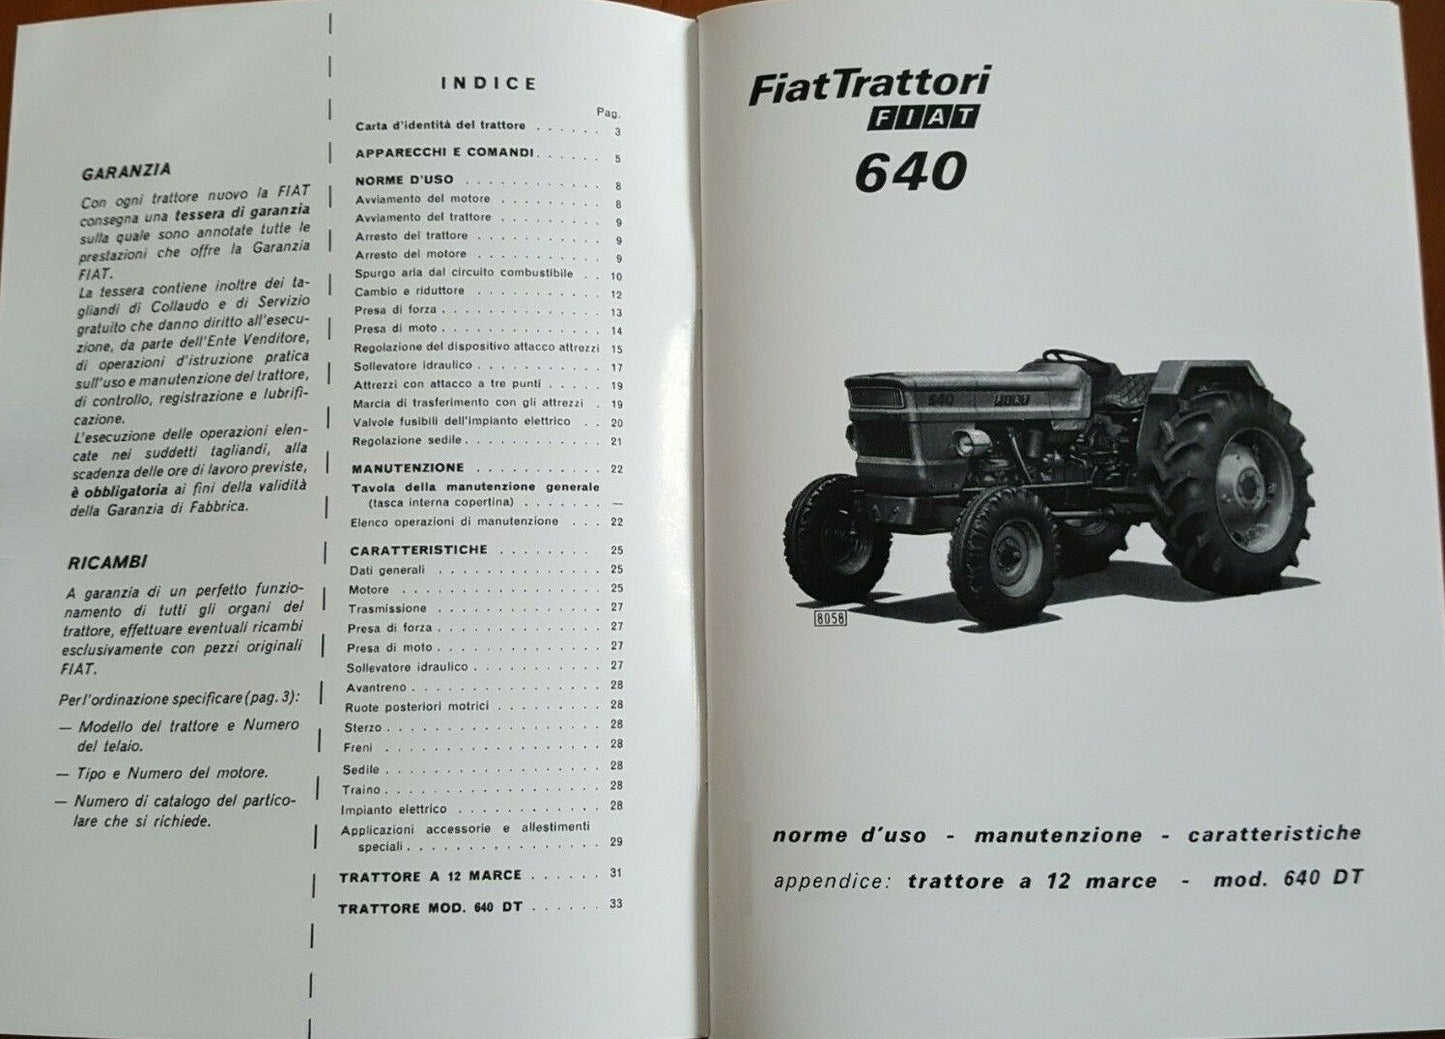 GARANZIA
Con ogni trattore nuovo la FIAT
consegna una tessera di garanzia
sulla quale sono annotate tutte le
prestazioni che offre la Garanzia
FIAT.
La tessera contiene inoltre dei ta-
gliandi di Collaudo e di Servizio
gratuito che danno diritto all'esecu-
zione, da parte dell'Ente Venditore,
di operazioni d'istruzione pratica
sull'uso e manutenzione del trattore,
di controllo, registrazione e lubrifi-
cazione.
L'esecuzione delle operazioni elen-
cate nei suddetti tagliandi, alla
scadenza delle ore di lavoro previste,
è obbligatoria ai fini della validità
della Garanzia di Fabbrica.
RICAMBI
A garanzia di un perfetto funzio-
namento di tutti gli organi del
trattore, effettuare eventuali ricambi
esclusivamente con pezzi originali
FIAT.
Per l'ordinazione specificare (pag. 3):
— Modello del trattore e Numero
del telaio.
— Tipo e Numero del motore.
— Numero di catalogo del partico-
lare che si richiede.
INDICE
Pag.
Carta d'identità del trattore . . . . . . 3
APPARECCHI E COMANDI . . . . . . 5
NORME D'USO . . . . . . . . . . . . 8
Avviamento del motore . . . . . . . . . 8
Avviamento del trattore . . . . . . . . . 9
Arresto del trattore . . . . . . . . . . . 9
Arresto del motore . . . . . . . . . . . 9
Spurgo aria dal circuito combustibile . . 10
Cambio e riduttore . . . . . . . . . . . 12
Presa di forza . . . . . . . . . . . . . . 13
Presa di moto . . . . . . . . . . . . . . 14
Regolazione del dispositivo attacco attrezzi 15
Sollevatore idraulico . . . . . . . . . . . 17
Attrezzi con attacco a tre punti . . . . . 19
Marcia di trasferimento con gli attrezzi . 19
Valvole fusibili dell'impianto elettrico . . 20
Regolazione sedile . . . . . . . . . . . . 21
MANUTENZIONE . . . . . . . . . . . 22
Tavola della manutenzione generale
(tasca interna copertina) . . . . . . . —
Elenco operazioni di manutenzione . . . 22
CARATTERISTICHE . . . . . . . . 25
Dati generali . . . . . . . . . . . . . . 25
Motore . . . . . . . . . . . . . . . . . 25
Trasmissione . . . . . . . . . . . . . . . 27
Presa di forza . . . . . . . . . . . . . . 27
Presa di moto . . . . . . . . . . . . . . 27
Sollevatore idraulico . . . . . . . . . . . 27
Avantreno . . . . . . . . . . . . . . . . 28
Ruote posteriori motrici . . . . . . . . . 28
Sterzo . . . . . . . . . . . . . . . . . . 28
Freni . . . . . . . . . . . . . . . . . . 28
Sedile . . . . . . . . . . . . . . . . . . 28
Traino . . . . . . . . . . . . . . . . . . 28
Impianto elettrico . . . . . . . . . . . . 28
Applicazioni accessorie e allestimenti
speciali . . . . . . . . . . . . . . . . 29
TRATTORE A 12 MARCE . . . . . . 31
TRATTORE MOD. 640 DT . . . . . . 33
FiatTrattori
FIAT
640
640 FIAT
8058
norme d'uso - manutenzione - caratteristiche
appendice: trattore a 12 marce - mod. 640 DT